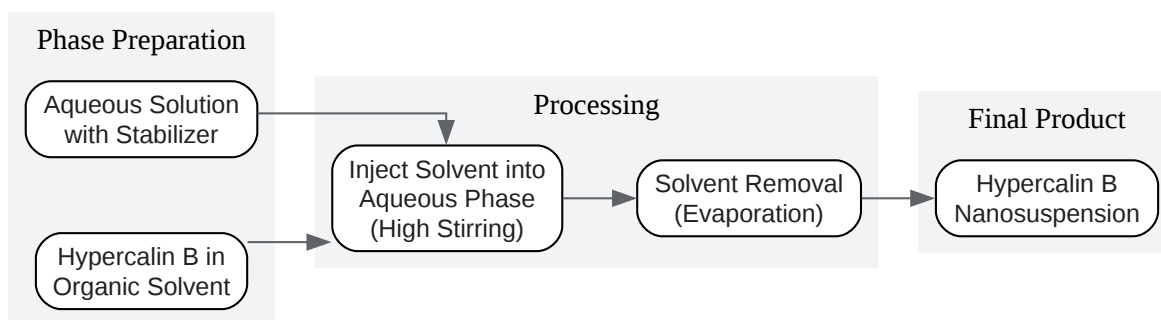 Phase Preparation
Aqueous Solution
with Stabilizer
Hypercalin B in
Organic Solvent
Processing
Inject Solvent into
Aqueous Phase
(High Stirring)
Solvent Removal
(Evaporation)
Final Product
Hypercalin B
Nanosuspension